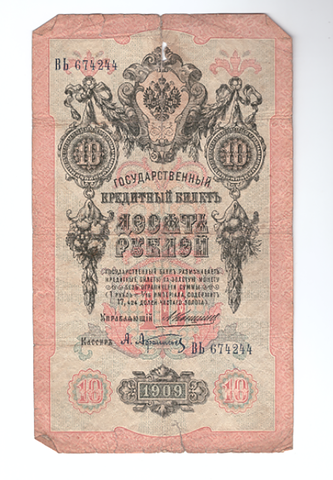 ВЬ 674244
10 10
ГОСУДАРСТВЕННЫЙ
КРЕДИТНЫЙ БИЛЕТЪ
ДЕСЯТЬ
РУБЛЕЙ
ГОСУДАРСТВЕННЫЙ БАНКЪ РАЗМѢНИВАЕТЪ
КРЕДИТНЫЕ БИЛЕТЫ НА ЗОЛОТУЮ МОНЕТУ
БЕЗЪ ОГРАНИЧЕНІЯ СУММЫ
(1 РУБЛЬ = 1/15 ИМПЕРІАЛА, СОДЕРЖИТЪ
17,424 ДОЛЕЙ ЧИСТАГО ЗОЛОТА)
УПРАВЛЯЮЩІЙ
КАССИРЪ А.
ВЬ 674244
10 1909 10